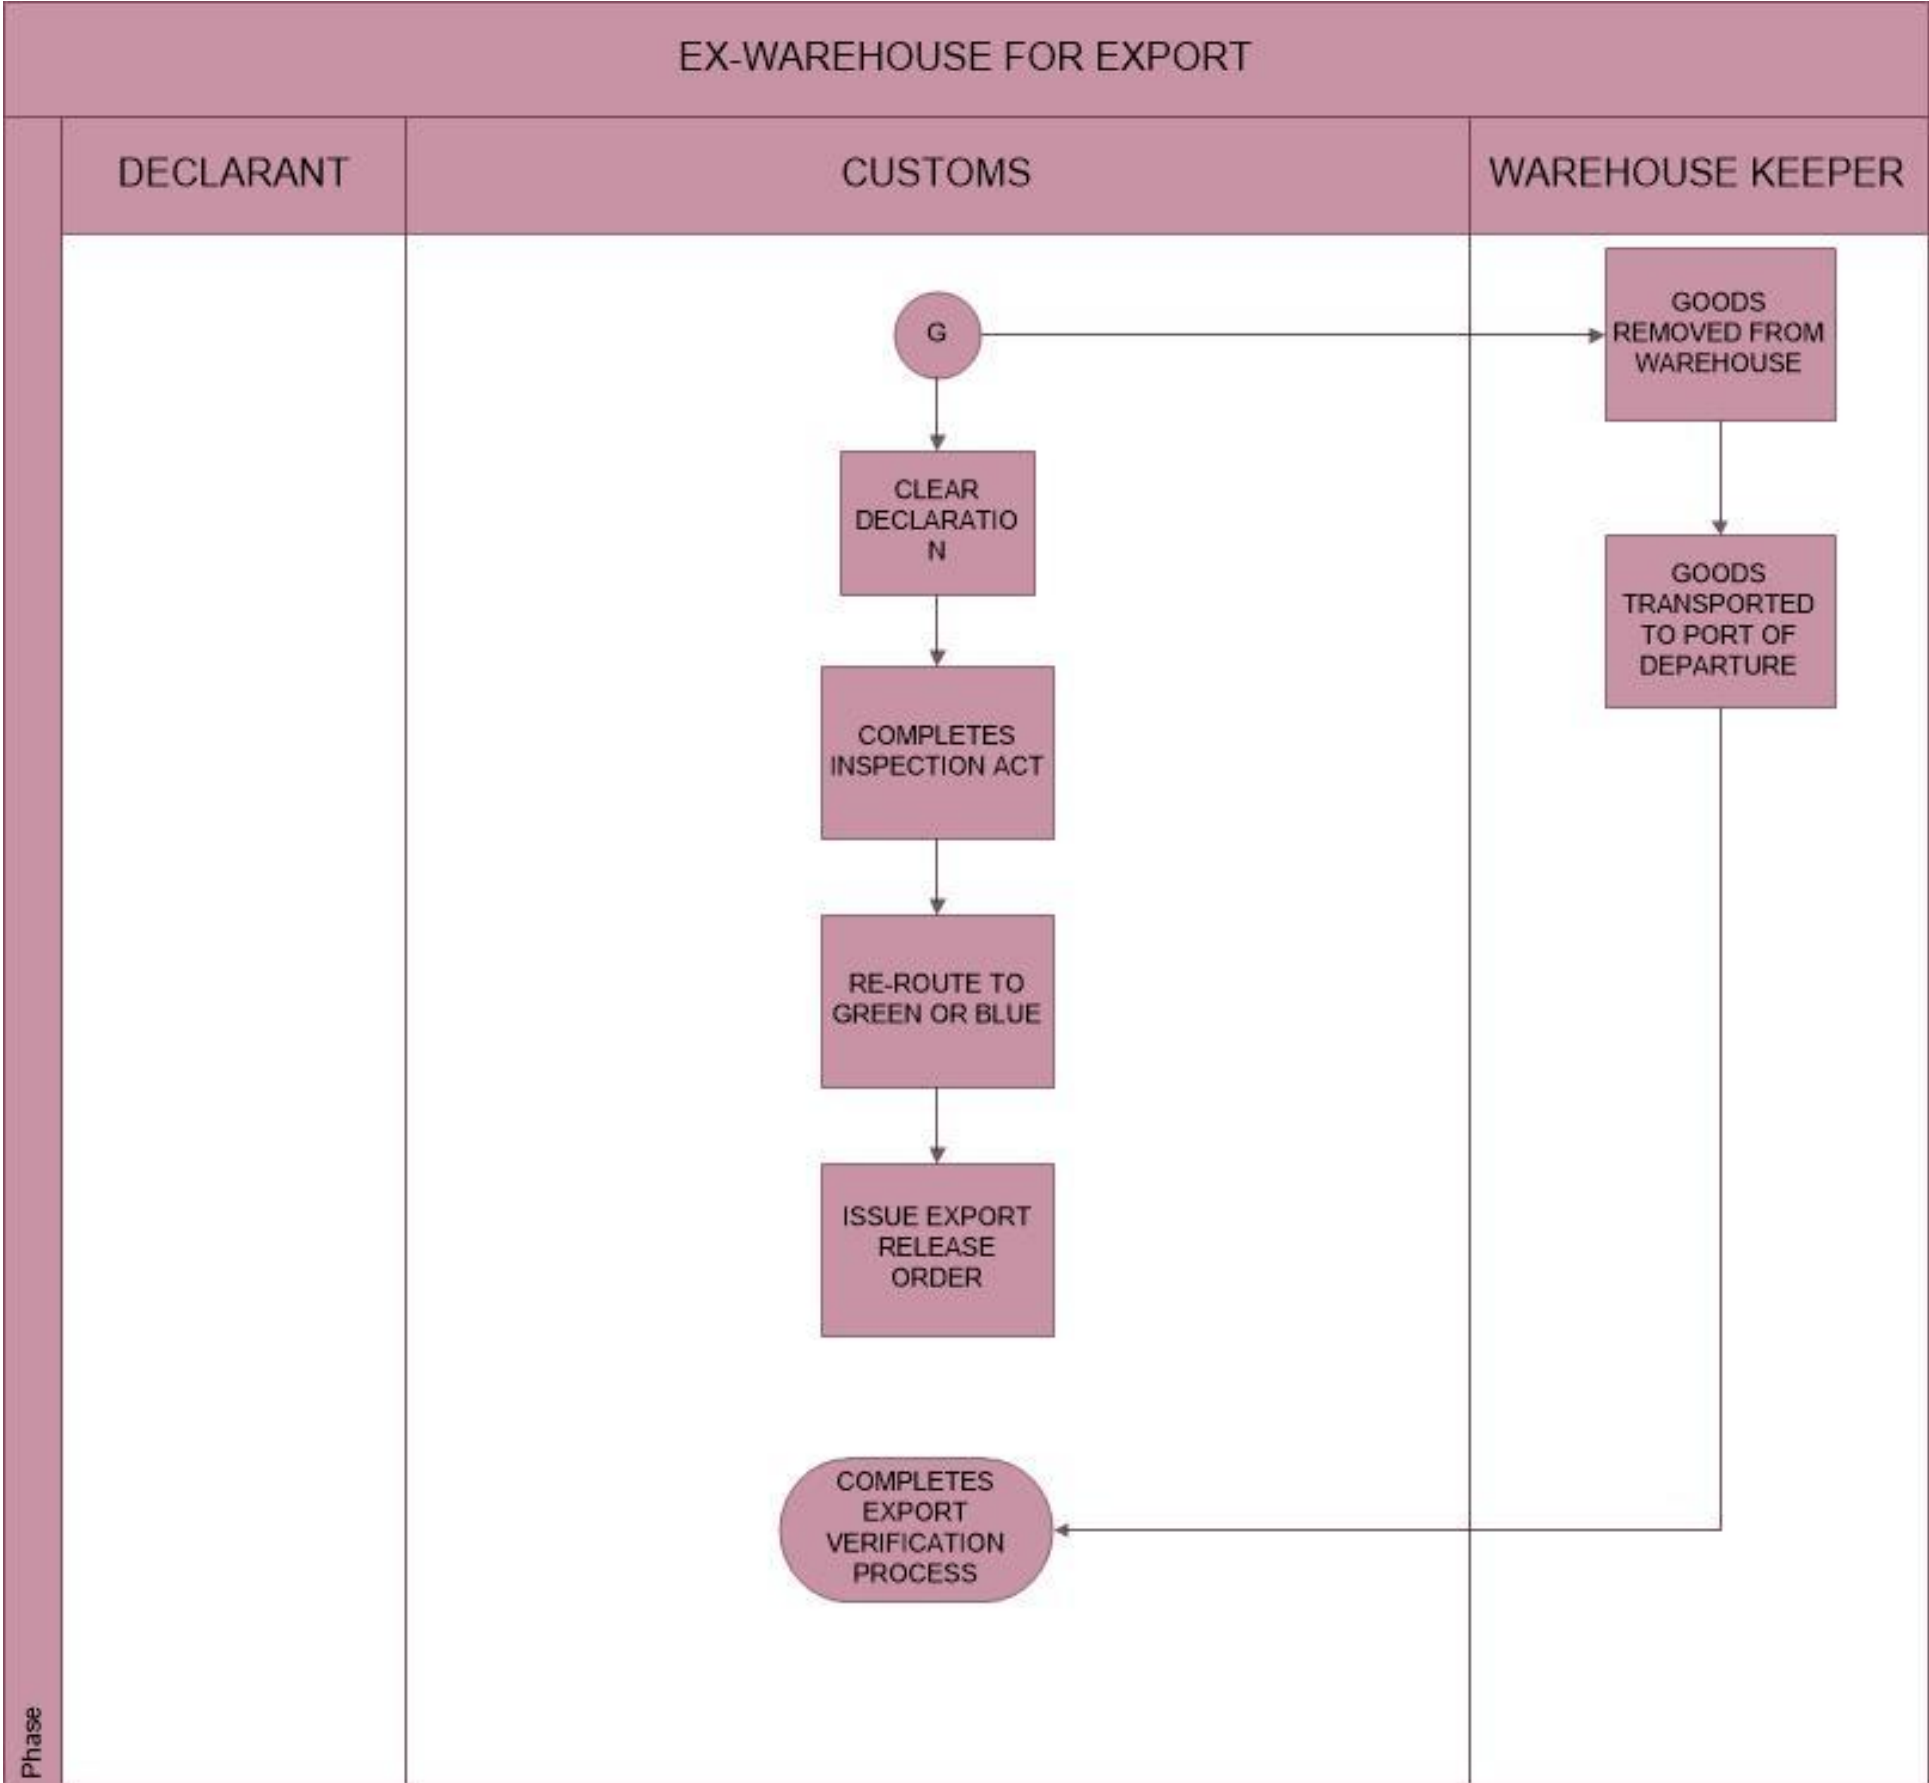 EX-WAREHOUSE FOR EXPORT
DECLARANT
CUSTOMS
WAREHOUSE KEEPER
G
GOODS
REMOVED FROM
WAREHOUSE
CLEAR
DECLARATIO
N
GOODS
TRANSPORTED
TO PORT OF
DEPARTURE
COMPLETES
INSPECTION ACT
RE-ROUTE TO
GREEN OR BLUE
ISSUE EXPORT
RELEASE
ORDER
COMPLETES
EXPORT
VERIFICATION
PROCESS
Phase